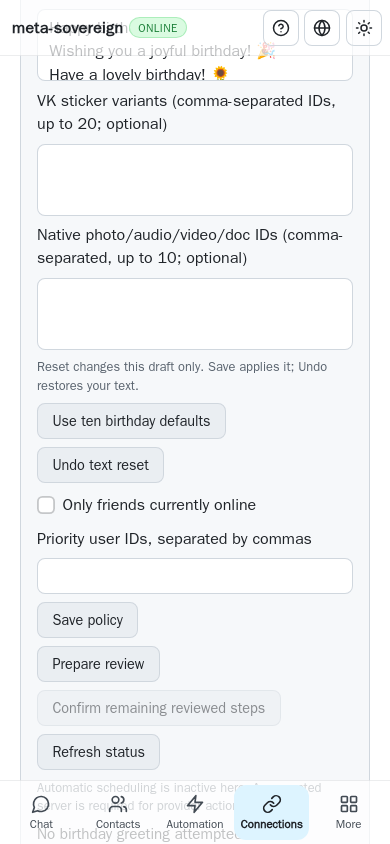 meta-sovereign ONLINE
Wishing you a joyful birthday! 🎉
Have a lovely birthday! 🌻
VK sticker variants (comma-separated IDs,
up to 20; optional)
Native photo/audio/video/doc IDs (comma-
separated, up to 10; optional)
Reset changes this draft only. Save applies it; Undo
restores your text.
Use ten birthday defaults
Undo text reset
Only friends currently online
Priority user IDs, separated by commas
Save policy
Prepare review
Confirm remaining reviewed steps
Refresh status
Automatic scheduling is inactive
server is required for
No birthday greeting attempted
Chat
Contacts
Automation
Connections
More